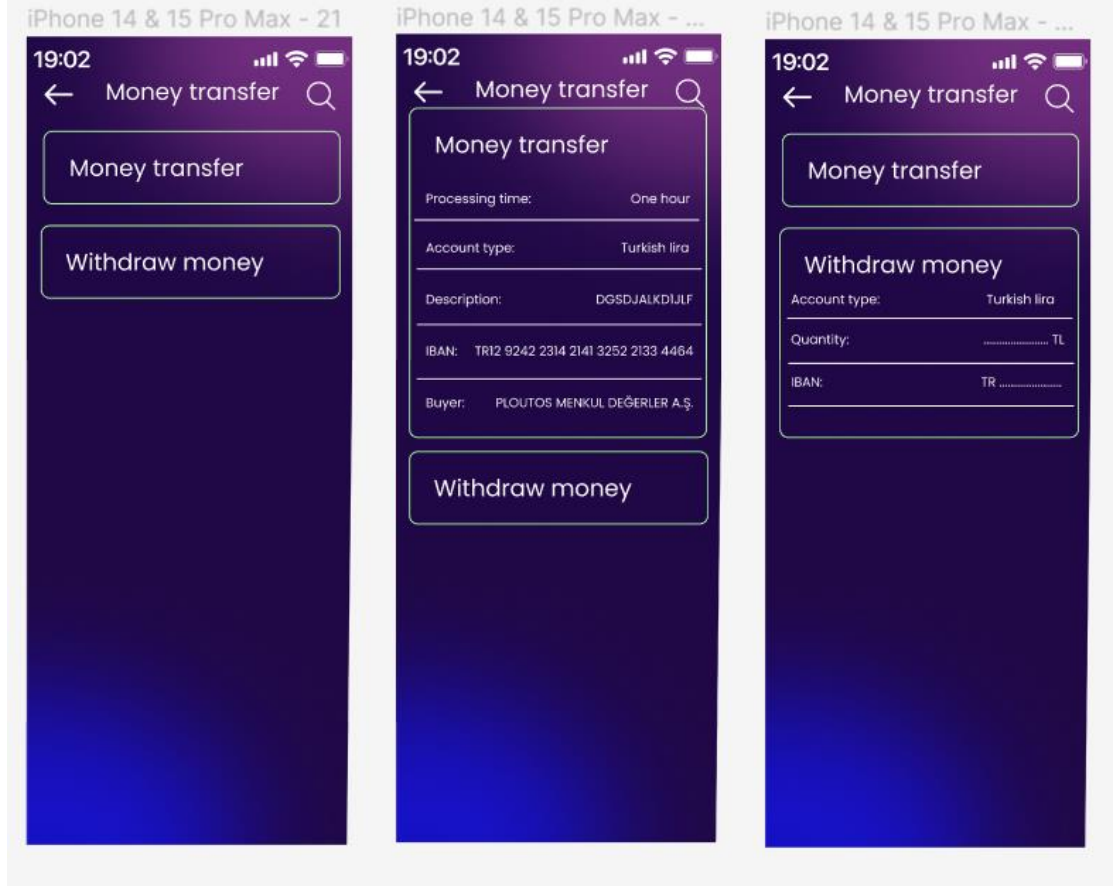 iPhone 14 & 15 Pro Max - 21
19:02
Money transfer
Money transfer
Withdraw money
iPhone 14 & 15 Pro Max - ...
19:02
Money transfer
Money transfer
Processing time: One hour
Account type: Turkish lira
Description: DGSDJALKD1JLF
IBAN: TR12 9242 2314 2141 3252 2133 4464
Buyer: PLOUTOS MENKUL DEĞERLER A.Ş.
Withdraw money
iPhone 14 & 15 Pro Max - ...
19:02
Money transfer
Money transfer
Withdraw money
Account type: Turkish lira
Quantity: ...................... TL
IBAN: TR .....................